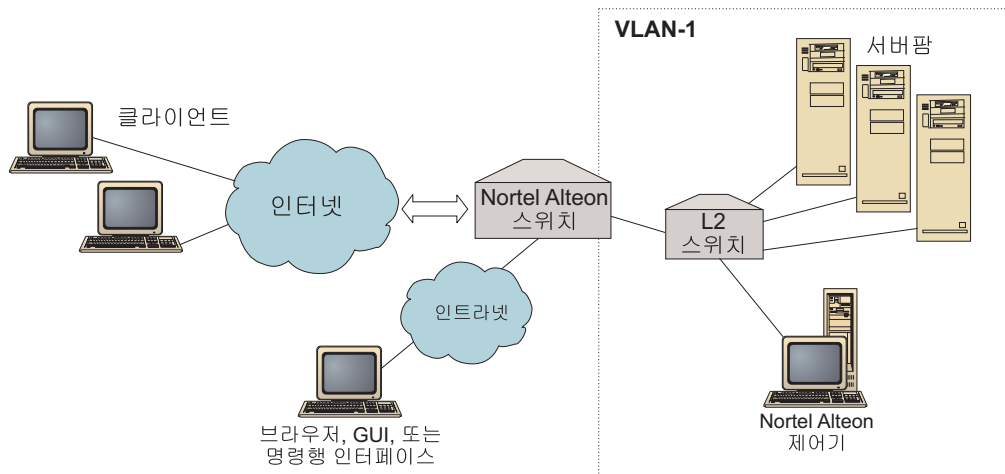 VLAN-1
서버팜
클라이언트
인터넷
Nortel Alteon
스위치
L2
스위치
인트라넷
브라우저, GUI, 또는
명령행 인터페이스
Nortel Alteon
제어기